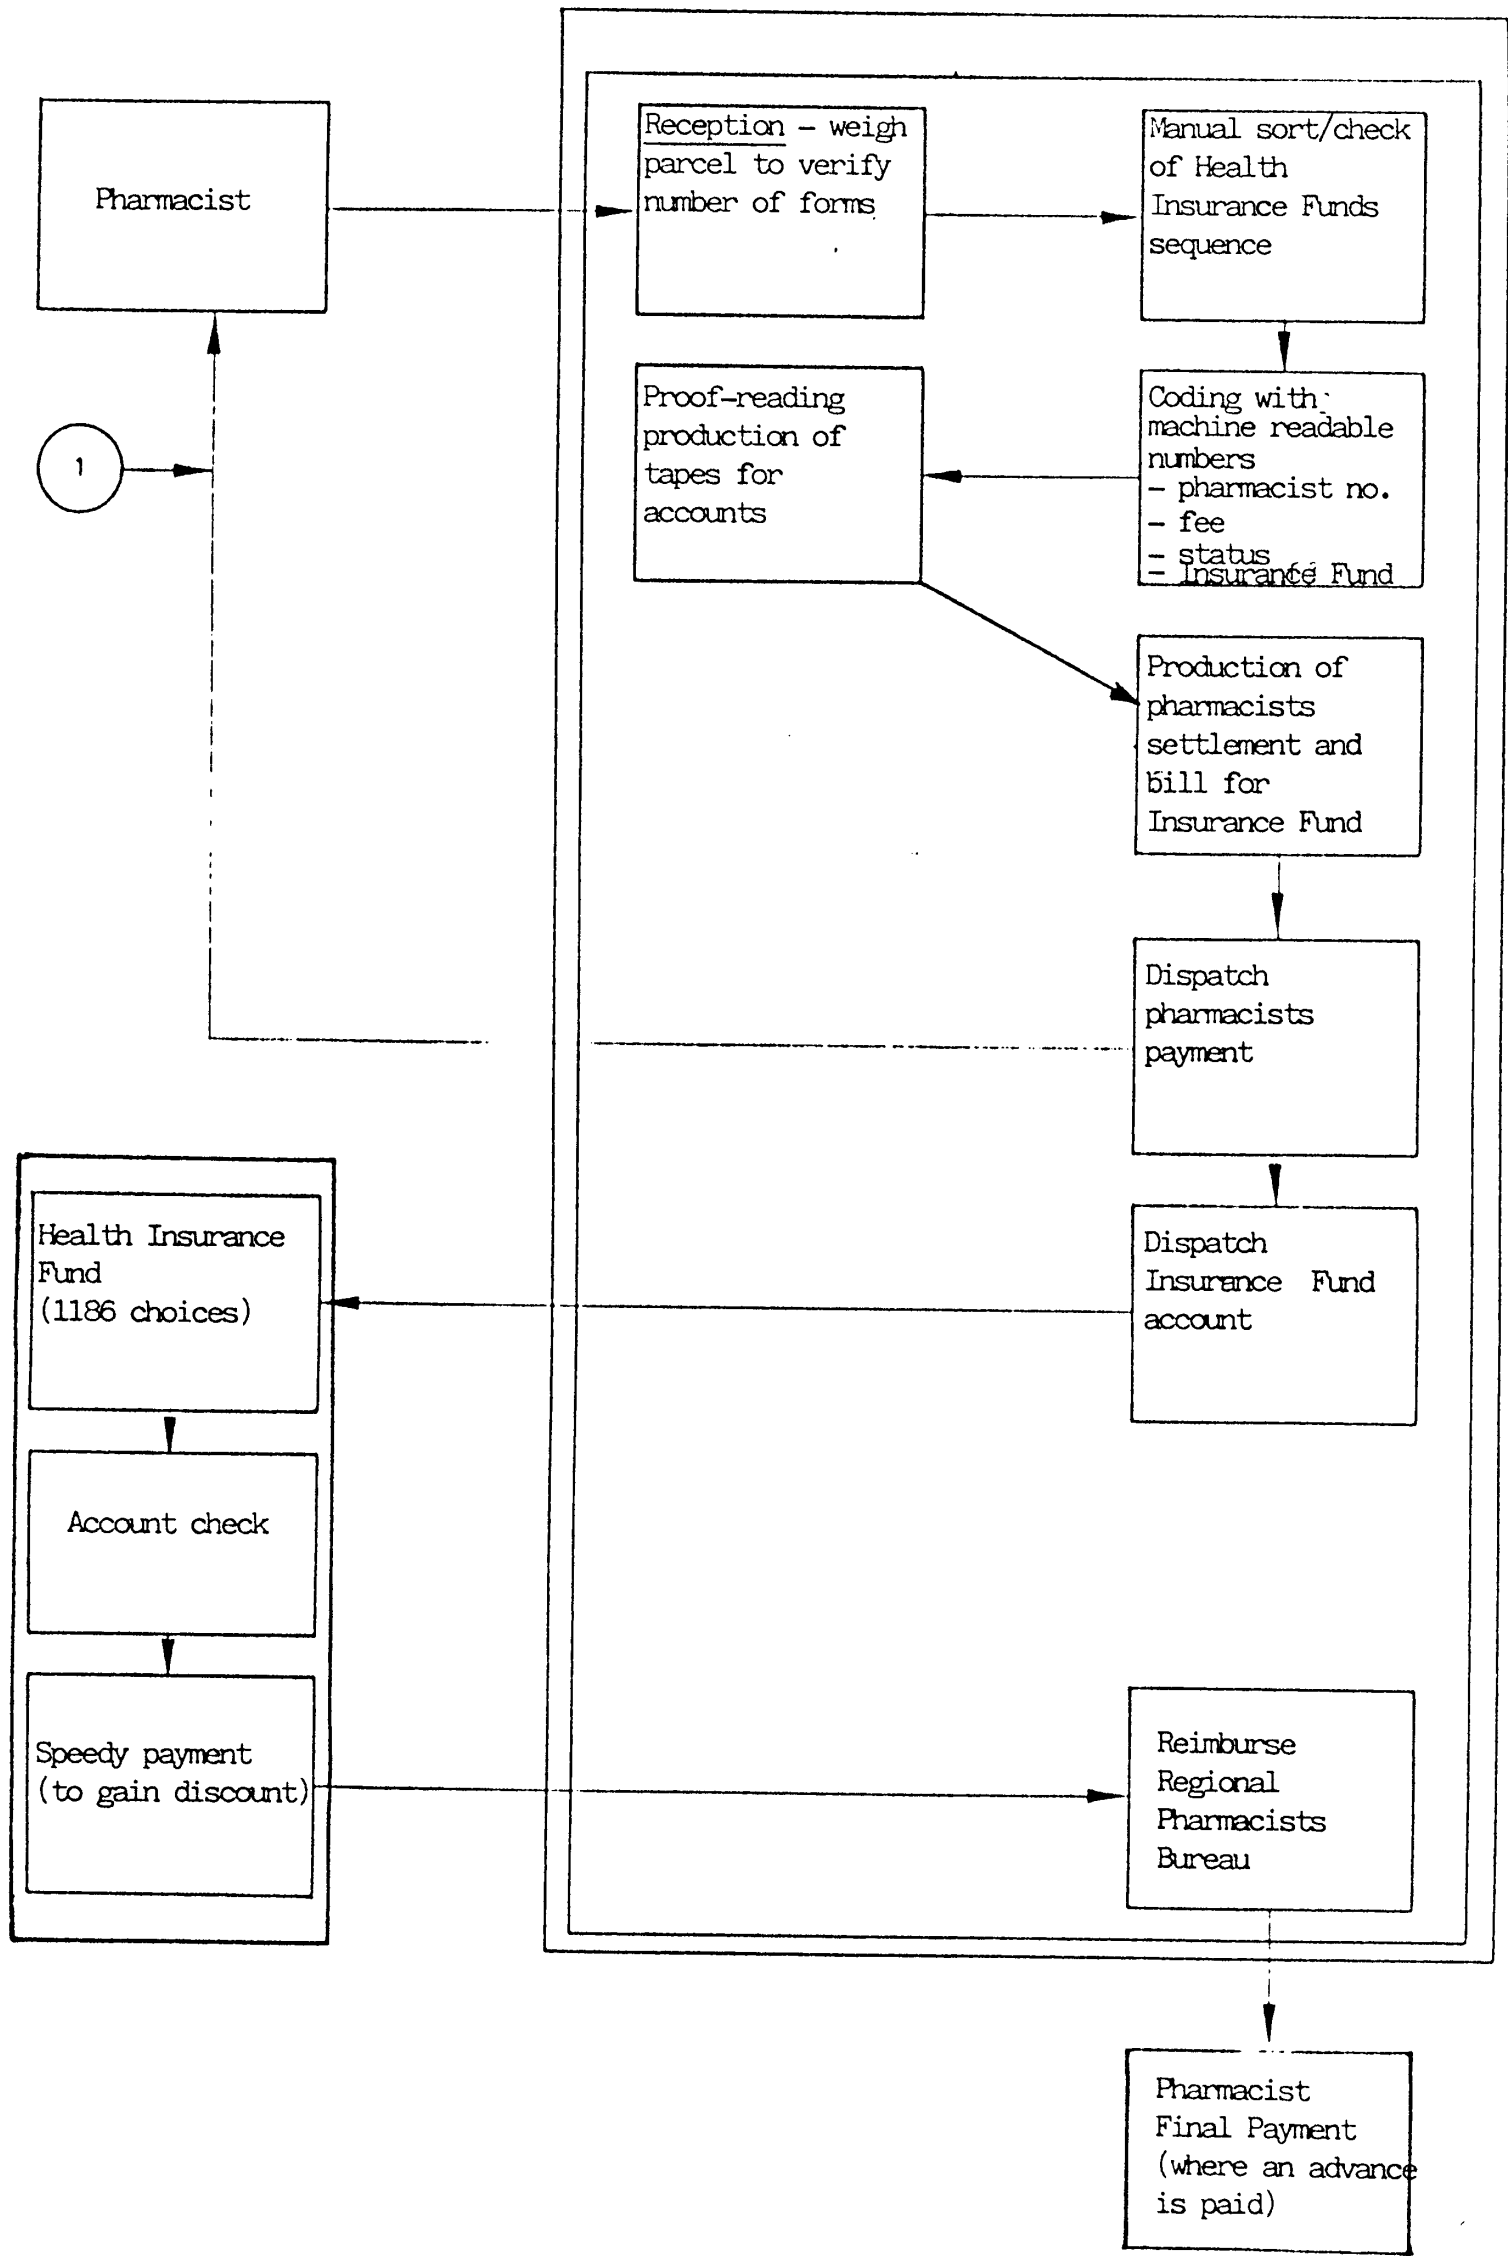 Pharmacist
Reception – weigh
parcel to verify
number of forms
Manual sort/check
of Health
Insurance Funds
sequence
Coding with
machine readable
numbers
– pharmacist no.
– fee
– status
– Insurance Fund
Proof-reading
production of
tapes for
accounts
1
Production of
pharmacists
settlement and
bill for
Insurance Fund
Dispatch
pharmacists
payment
Dispatch
Insurance Fund
account
Health Insurance
Fund
(1186 choices)
Account check
Speedy payment
(to gain discount)
Reimburse
Regional
Pharmacists
Bureau
Pharmacist
Final Payment
(where an advance
is paid)